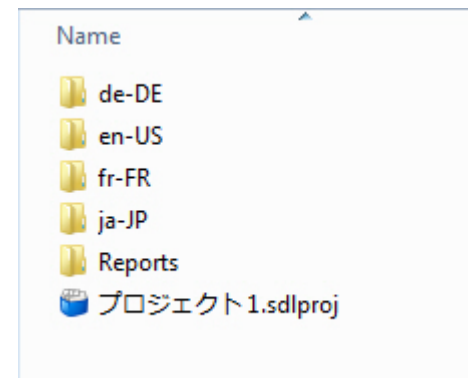 Name
de-DE
en-US
fr-FR
ja-JP
Reports
プロジェクト1.sdlproj